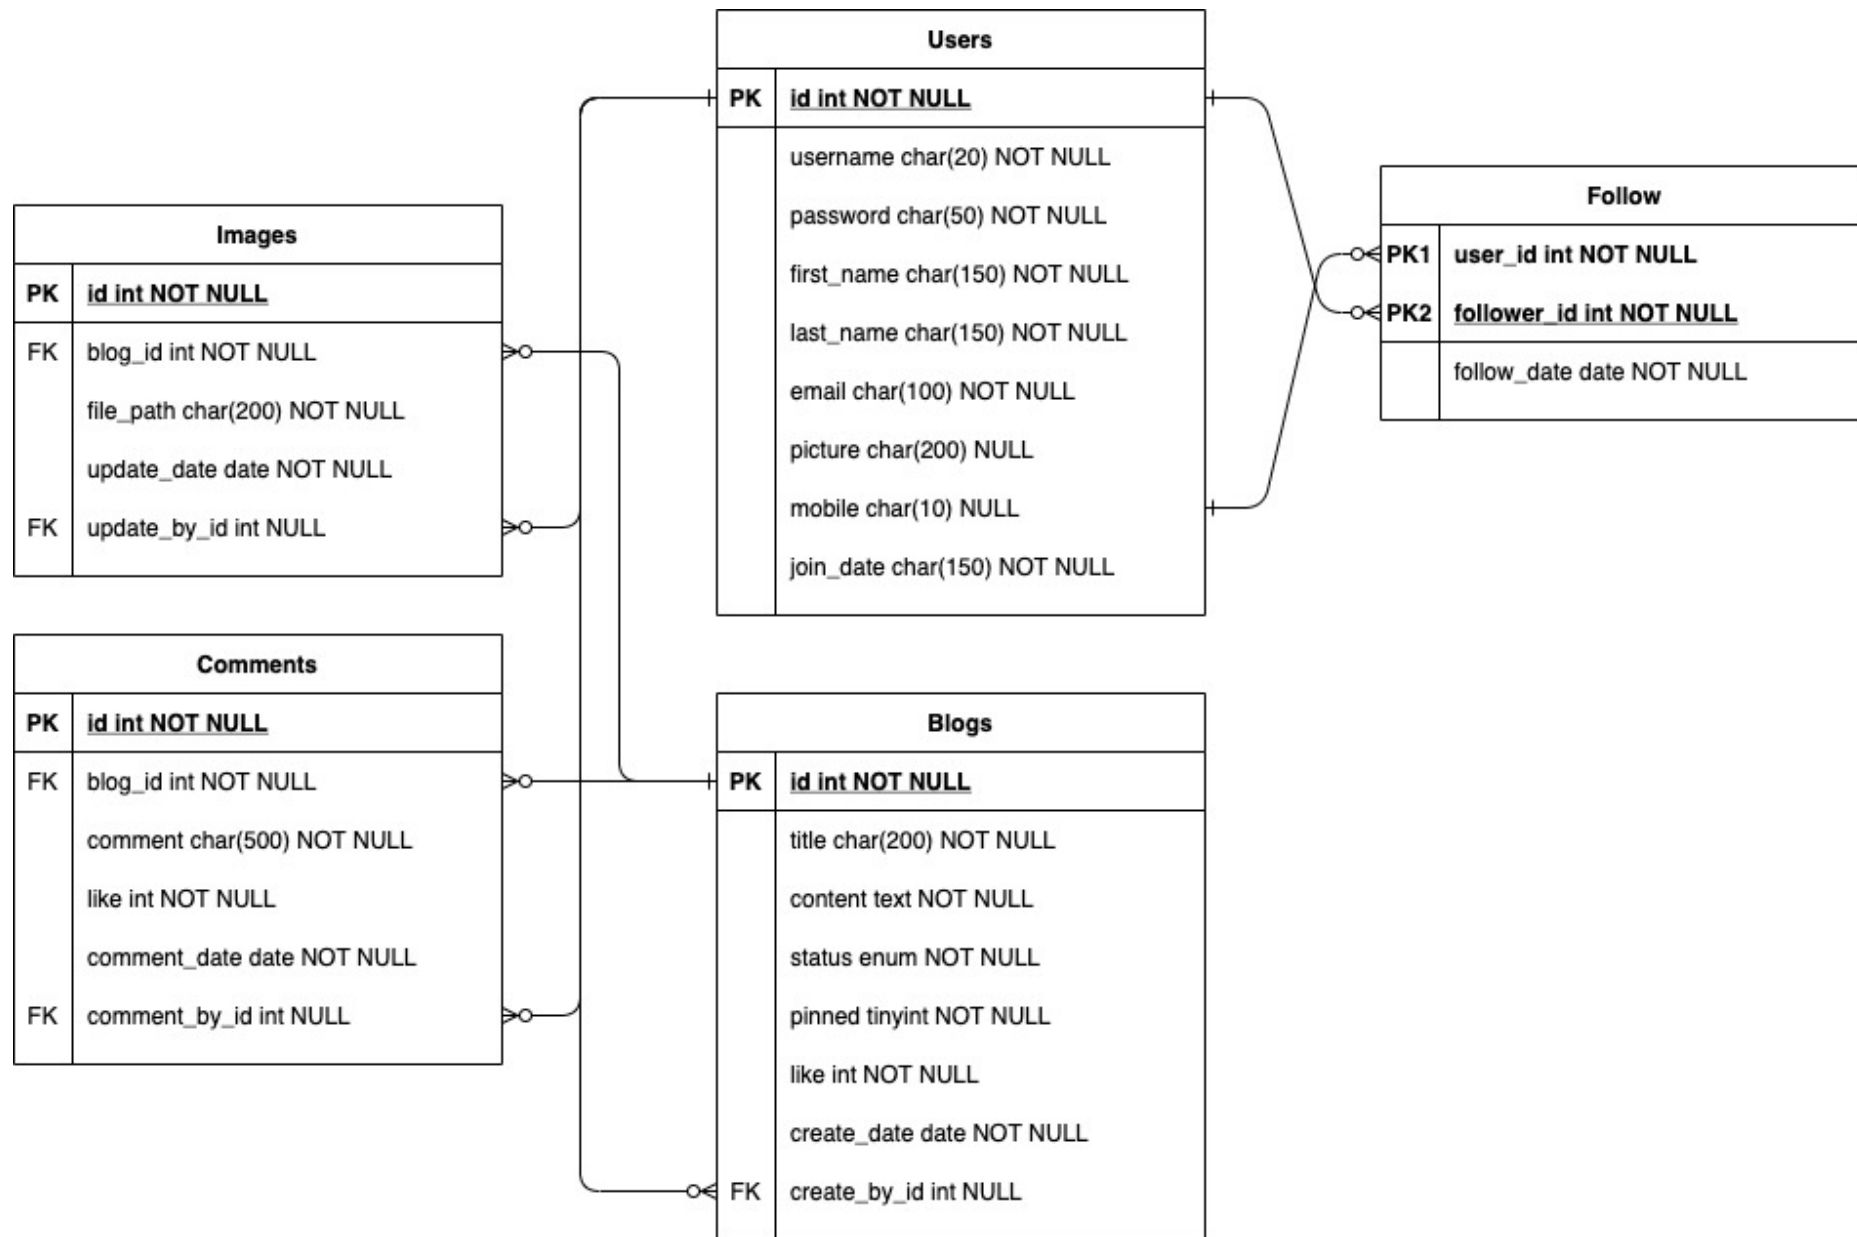 Users
PK id int NOT NULL
username char(20) NOT NULL
password char(50) NOT NULL
first_name char(150) NOT NULL
last_name char(150) NOT NULL
email char(100) NOT NULL
picture char(200) NULL
mobile char(10) NULL
join_date char(150) NOT NULL
Follow
PK1 user_id int NOT NULL
PK2 follower_id int NOT NULL
follow_date date NOT NULL
Images
PK id int NOT NULL
FK blog_id int NOT NULL
file_path char(200) NOT NULL
update_date date NOT NULL
FK update_by_id int NULL
Comments
PK id int NOT NULL
FK blog_id int NOT NULL
comment char(500) NOT NULL
like int NOT NULL
comment_date date NOT NULL
FK comment_by_id int NULL
Blogs
PK id int NOT NULL
title char(200) NOT NULL
content text NOT NULL
status enum NOT NULL
pinned tinyint NOT NULL
like int NOT NULL
create_date date NOT NULL
FK create_by_id int NULL